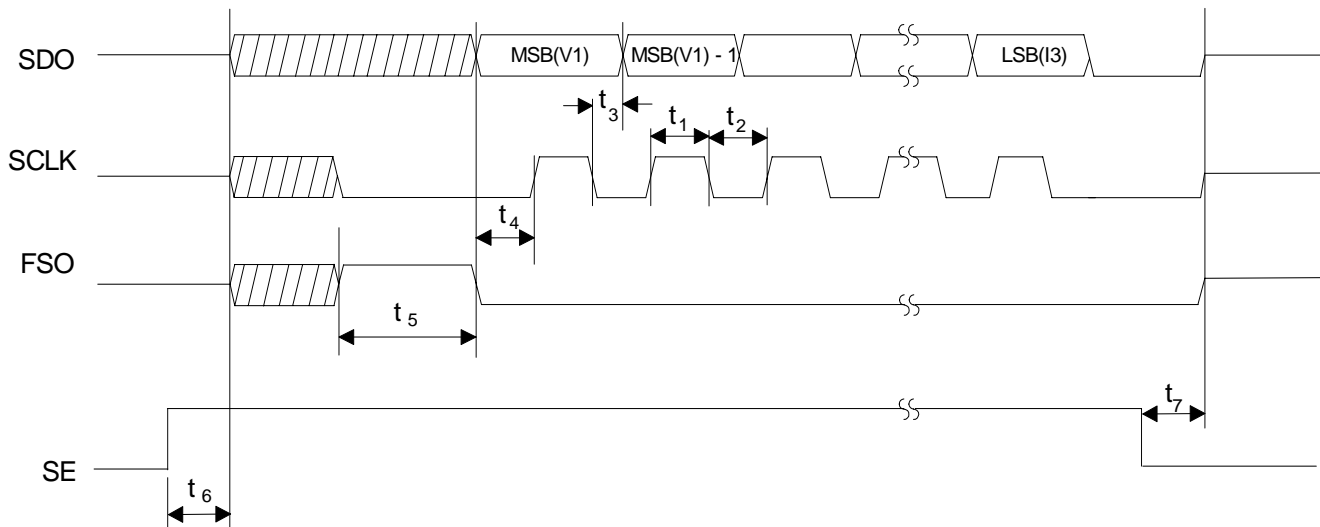 SDO
MSB(V1)
MSB(V1) - 1
LSB(I3)
t3
t1
t2
SCLK
t4
FSO
t5
t7
SE
t6